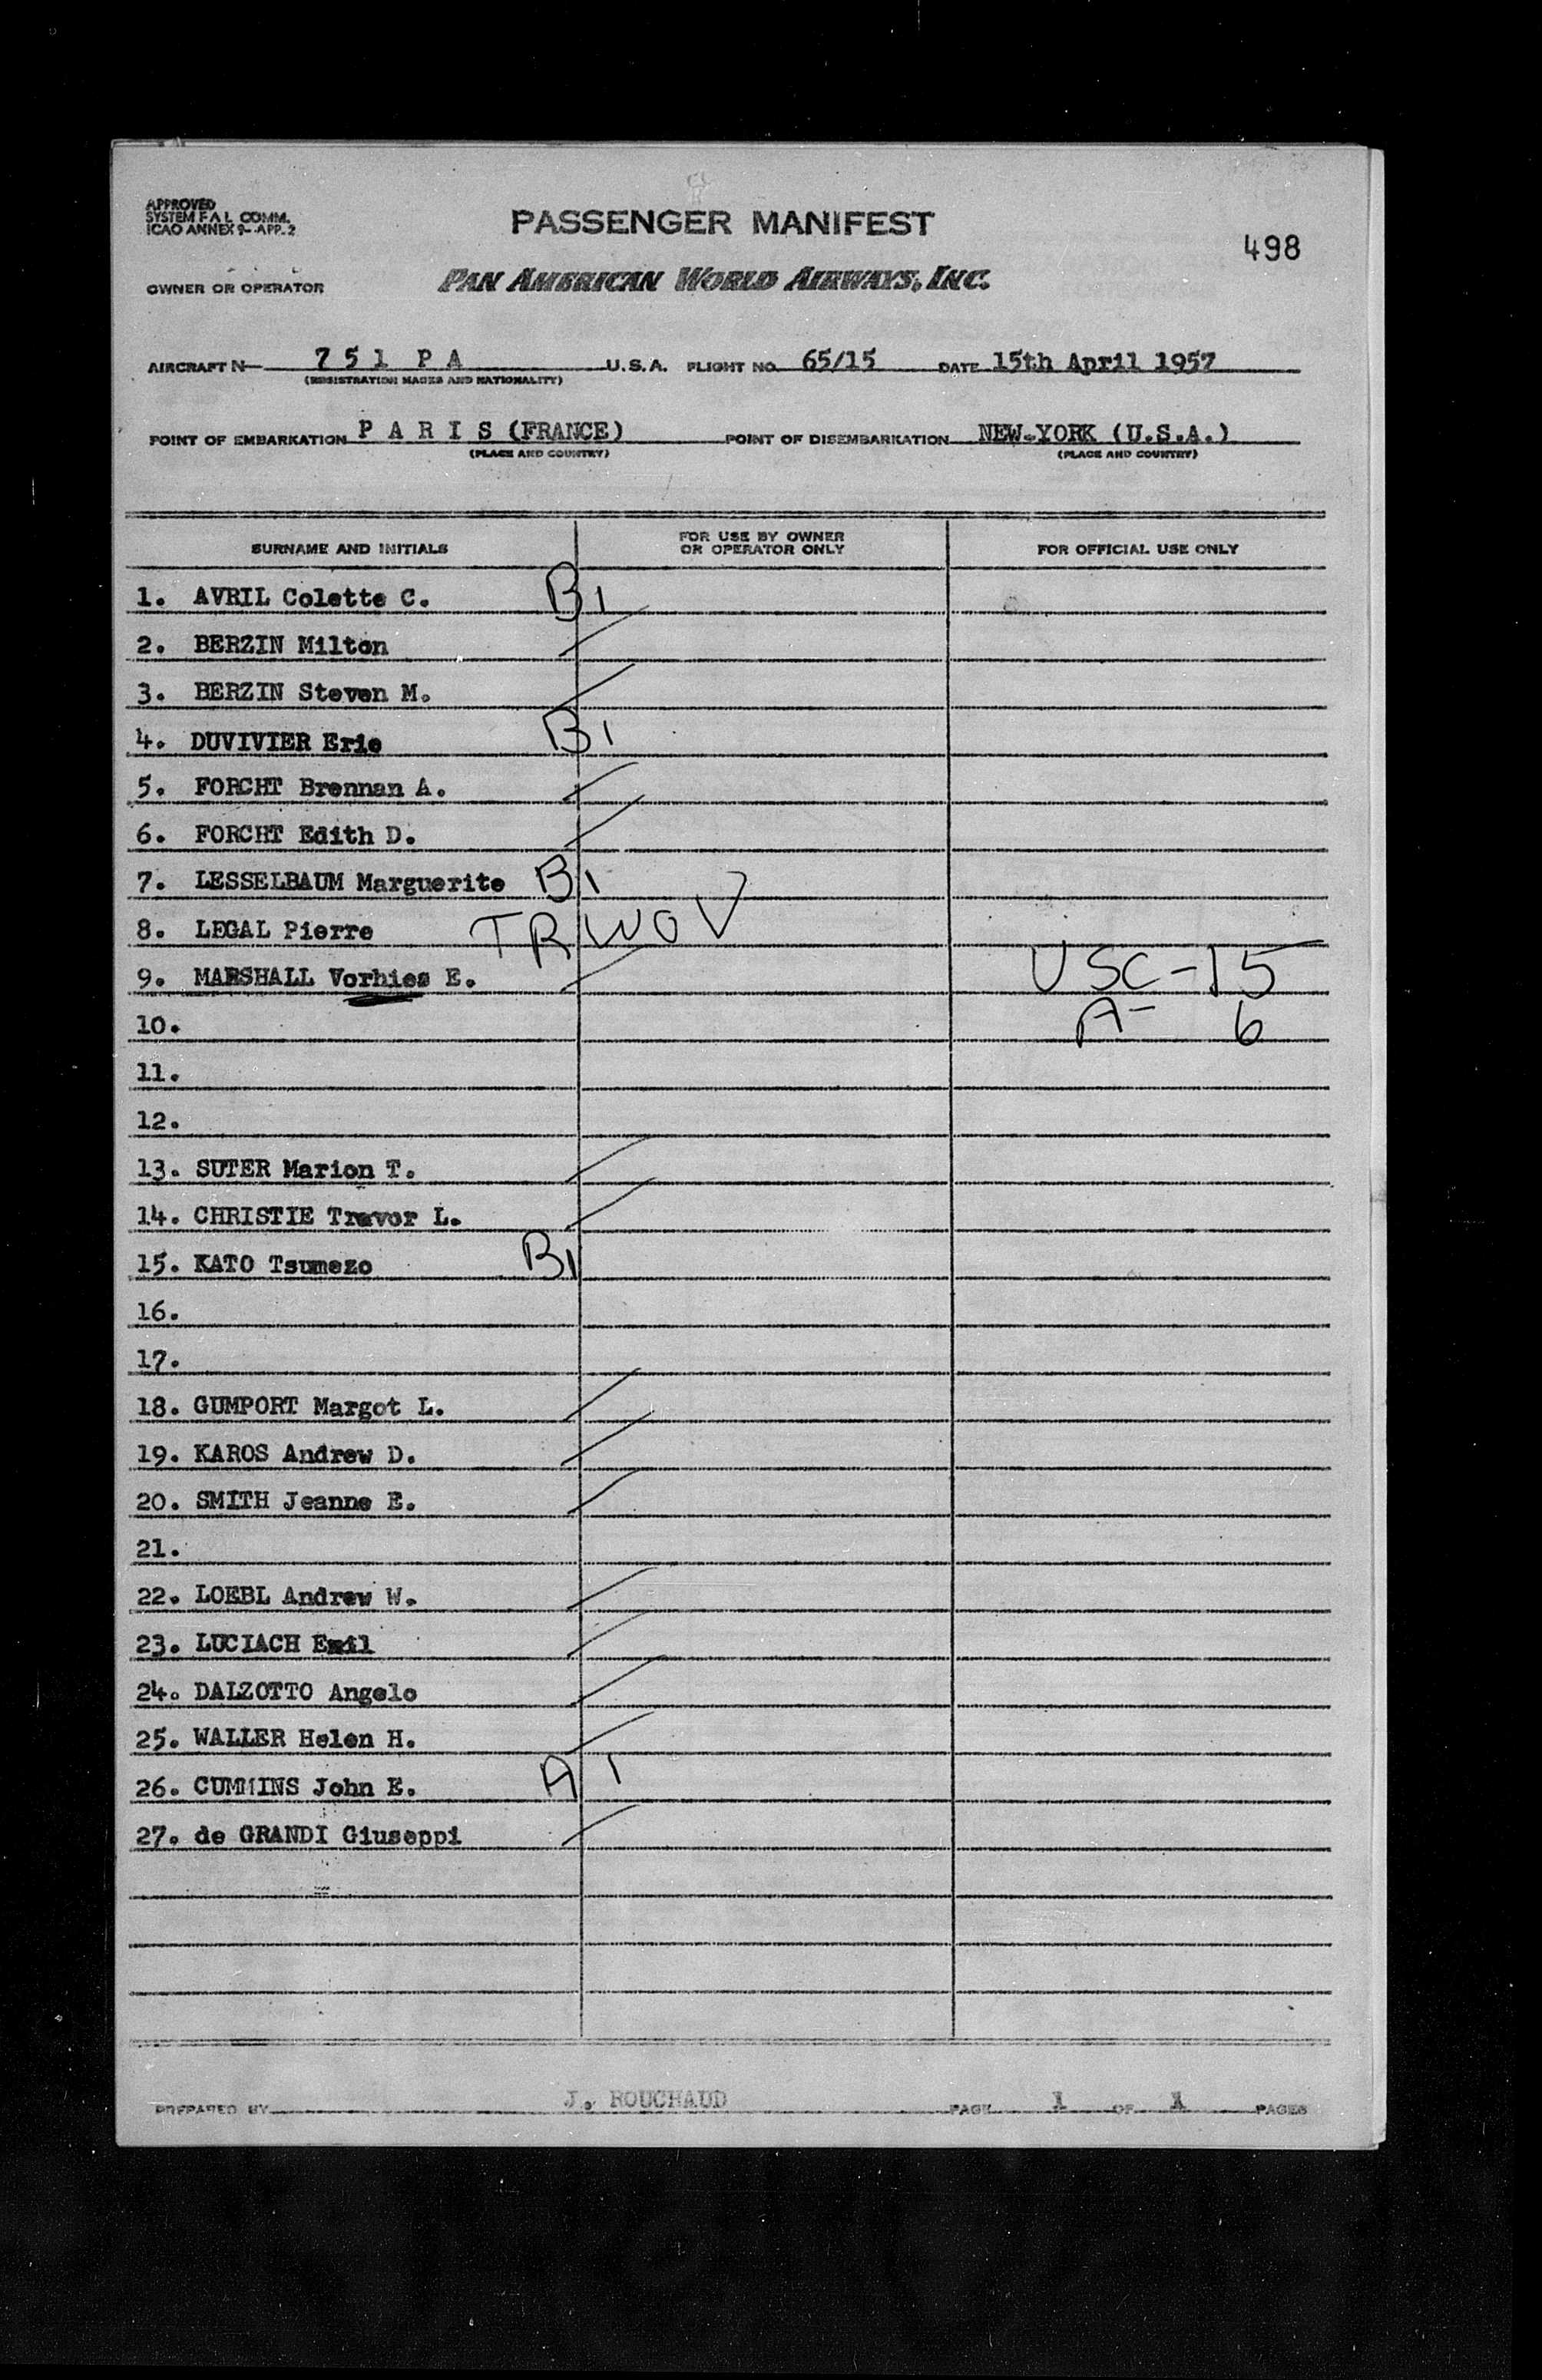 APPROVED
SYSTEM F A L COMM.
ICAO ANNEX 9- APP. 2
PASSENGER MANIFEST
498
OWNER OR OPERATOR PAN AMERICAN WORLD AIRWAYS, INC.
AIRCRAFT N— 7 5 1 P A U.S.A. FLIGHT NO. 65/15 DATE 15th April 1957
(REGISTRATION MARKS AND NATIONALITY)
POINT OF EMBARKATION P A R I S (FRANCE) POINT OF DISEMBARKATION NEW-YORK (U.S.A.)
(PLACE AND COUNTRY) (PLACE AND COUNTRY)
SURNAME AND INITIALS FOR USE BY OWNER OR OPERATOR ONLY FOR OFFICIAL USE ONLY
1. AVRIL Colette C. B1
2. BERZIN Milton
3. BERZIN Steven M.
4. DUVIVIER Eric B1
5. FORCHT Brennan A.
6. FORCHT Edith D.
7. LESSELBAUM Marguerite B1
8. LEGAL Pierre TRWOV
9. MARSHALL Vorhies E. USC-15
10. A- 6
11.
12.
13. SUTER Marion T.
14. CHRISTIE Trevor L.
15. KATO Tsumezo B1
16.
17.
18. GUMPORT Margot L.
19. KAROS Andrew D.
20. SMITH Jeanne E.
21.
22. LOEBL Andrew W.
23. LUCIACH Emil
24. DALZOTTO Angelo
25. WALLER Helen H.
26. CUMMINS John E. A1
27. de GRANDI Giuseppi
PREPARED BY J. ROUCHAUD PAGE 1 OF 1 PAGES